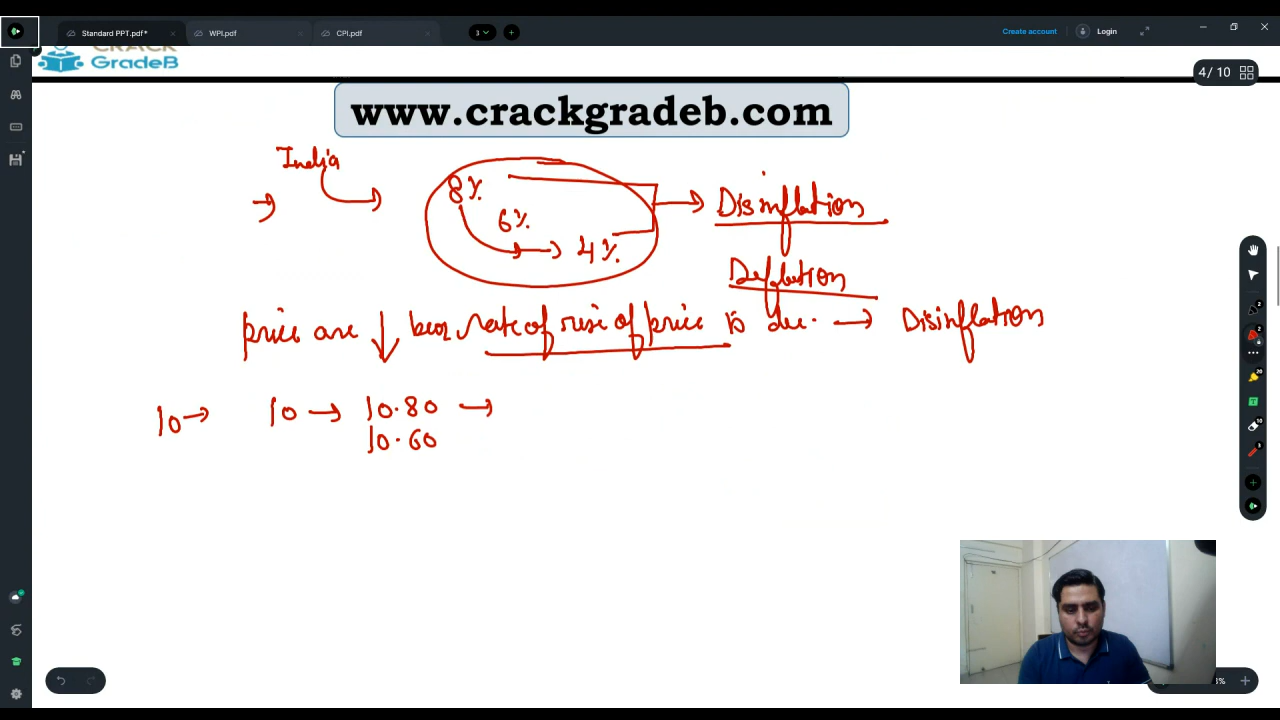 Standard PPT.pdf*
WPI.pdf
CPI.pdf
3
Create account
Login
CRACK
GradeB
4/ 10
www.crackgradeb.com
India
8%
6%
4%
Disinflation
Deflation
price are ↓ rate of rise of price is dec. → Disinflation
10 → 10 → 10.80 →
10.60